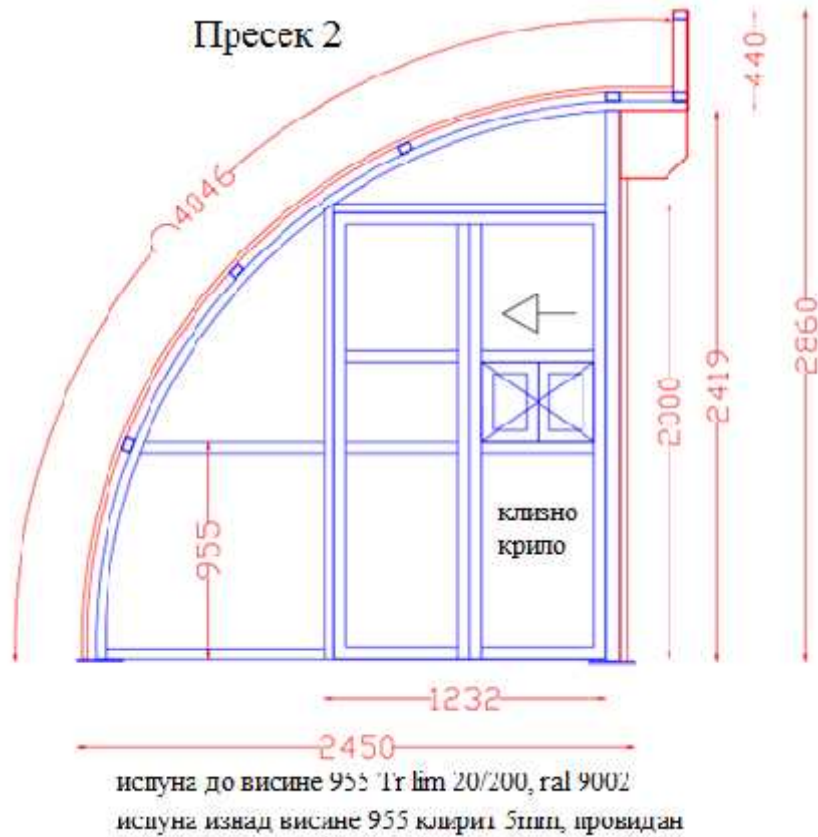 Пресек 2
440
4046
2860
2419
2000
955
клизно
крило
1232
2450
испуна до висине 955 Tr lim 20/200, ral 9002
испуна изнад висине 955 клирит 5mm, провидан